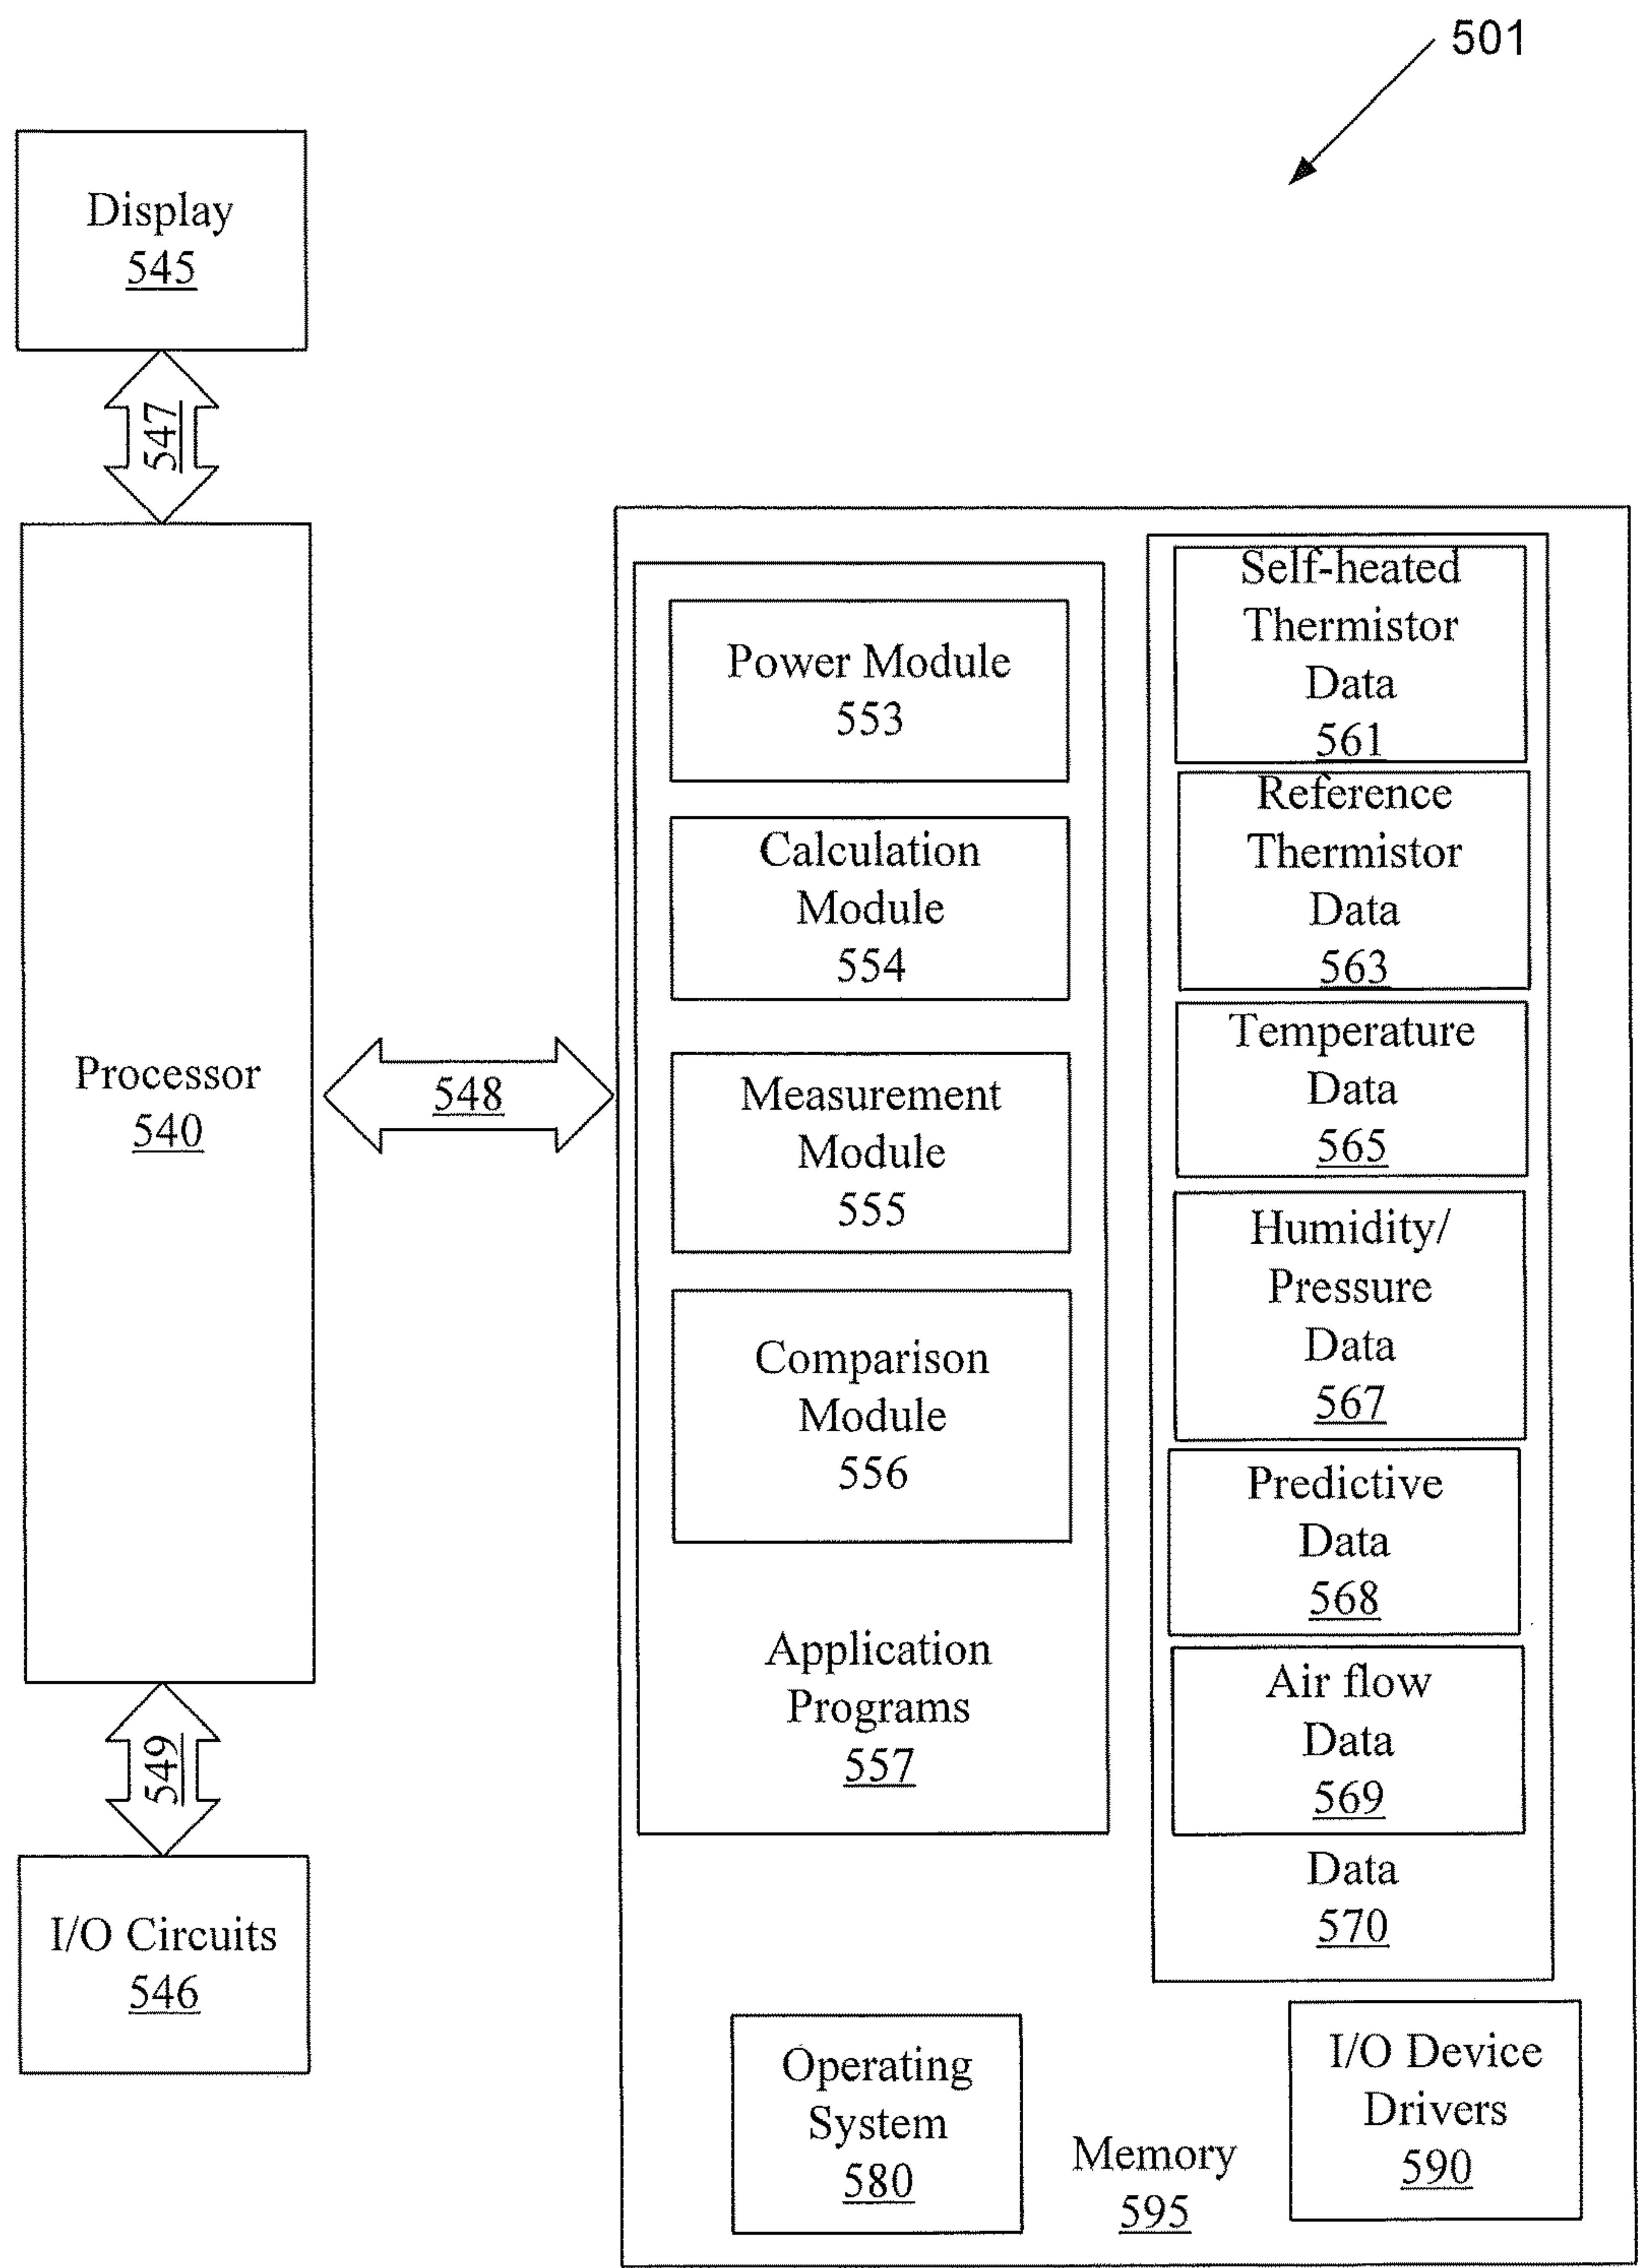 501
Display
545
547
Processor
540
549
I/O Circuits
546
548
Power Module
553
Calculation
Module
554
Measurement
Module
555
Comparison
Module
556
Application
Programs
557
Self-heated
Thermistor
Data
561
Reference
Thermistor
Data
563
Temperature
Data
565
Humidity/
Pressure
Data
567
Predictive
Data
568
Air flow
Data
569
Data
570
Operating
System
580
Memory
595
I/O Device
Drivers
590